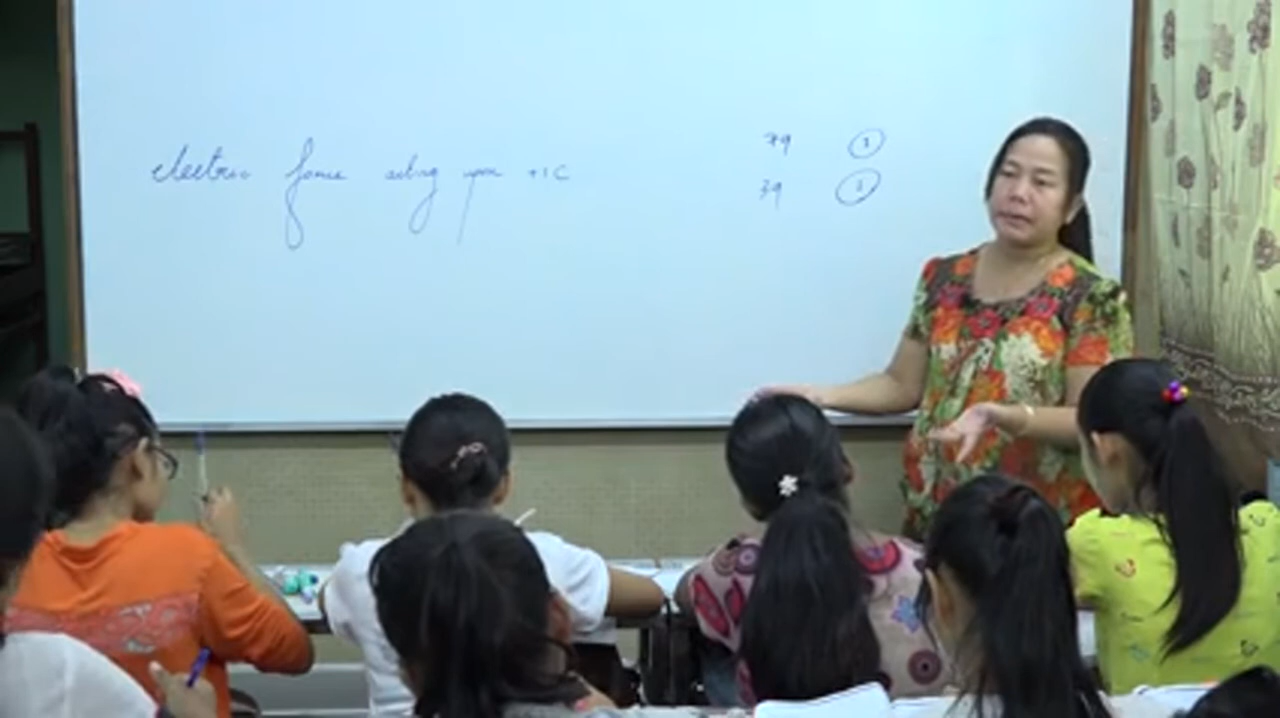 electric force acting upon +1C
79 ①
39 ①